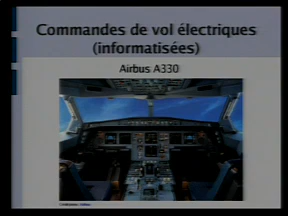 Commandes de vol électriques
(informatisées)
Airbus A330